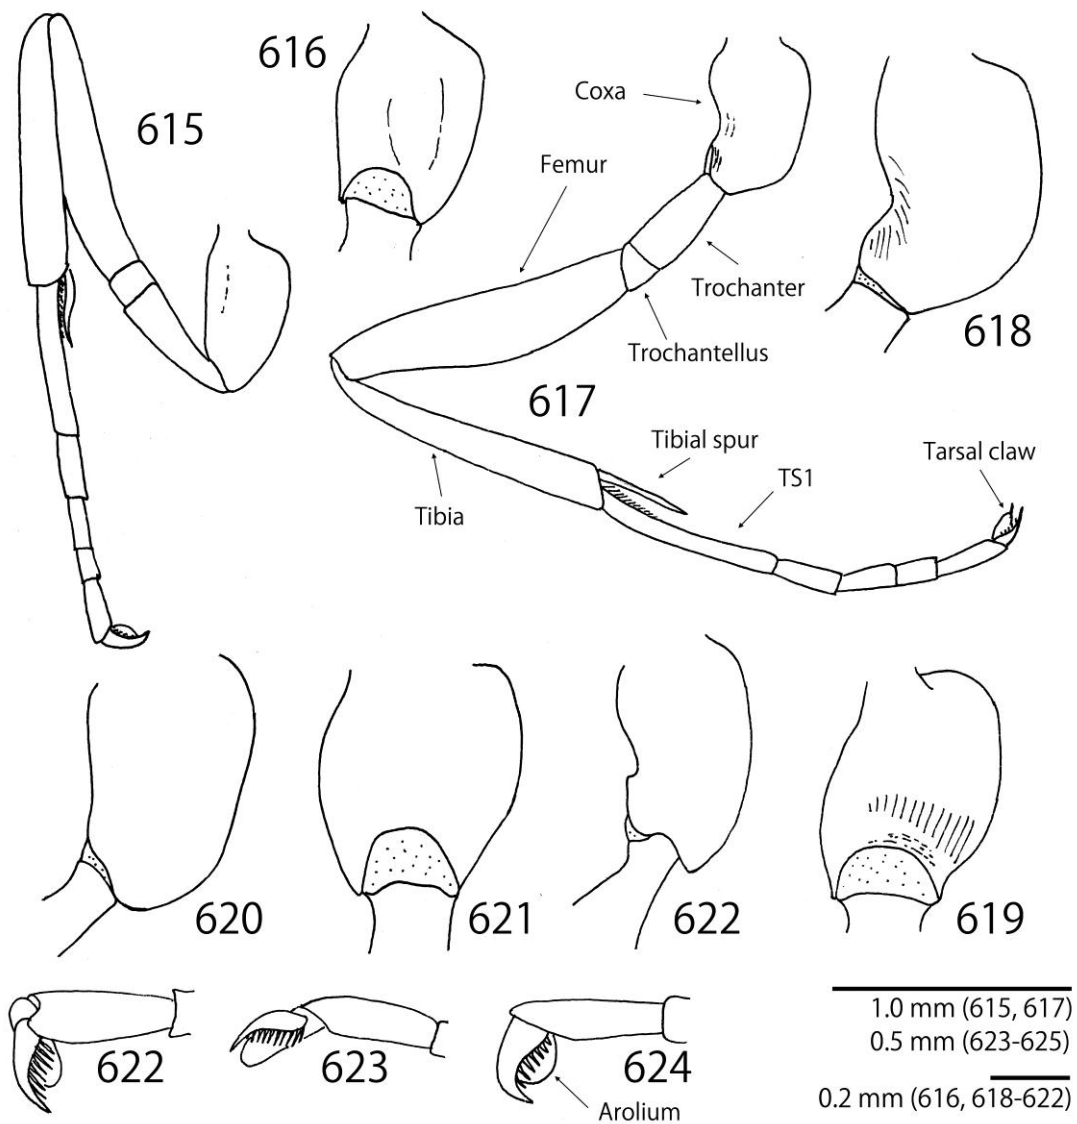 616
Coxa
615
Femur
Trochanter
618
Trochantellus
617
Tibial spur
Tarsal claw
TS1
Tibia
620
621
622
619
1.0 mm (615, 617)
0.5 mm (623-625)
622
623
624
0.2 mm (616, 618-622)
Arolium